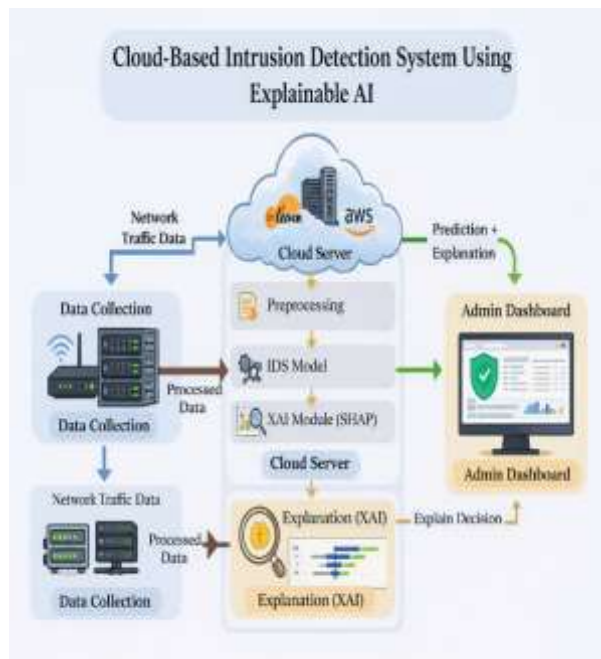 Cloud-Based Intrusion Detection System Using
Explainable AI
aws
Cloud Server
Network
Traffic Data
Prediction +
Explanation
Data Collection
Preprocessing
Admin Dashboard
IDS Model
Processed
Data
Data Collection
XAI Module (SHAP)
Cloud Server
Admin Dashboard
Network Traffic Data
Processed
Data
Explanation (XAI)
Explain Decision
Data Collection
Explanation (XAI)